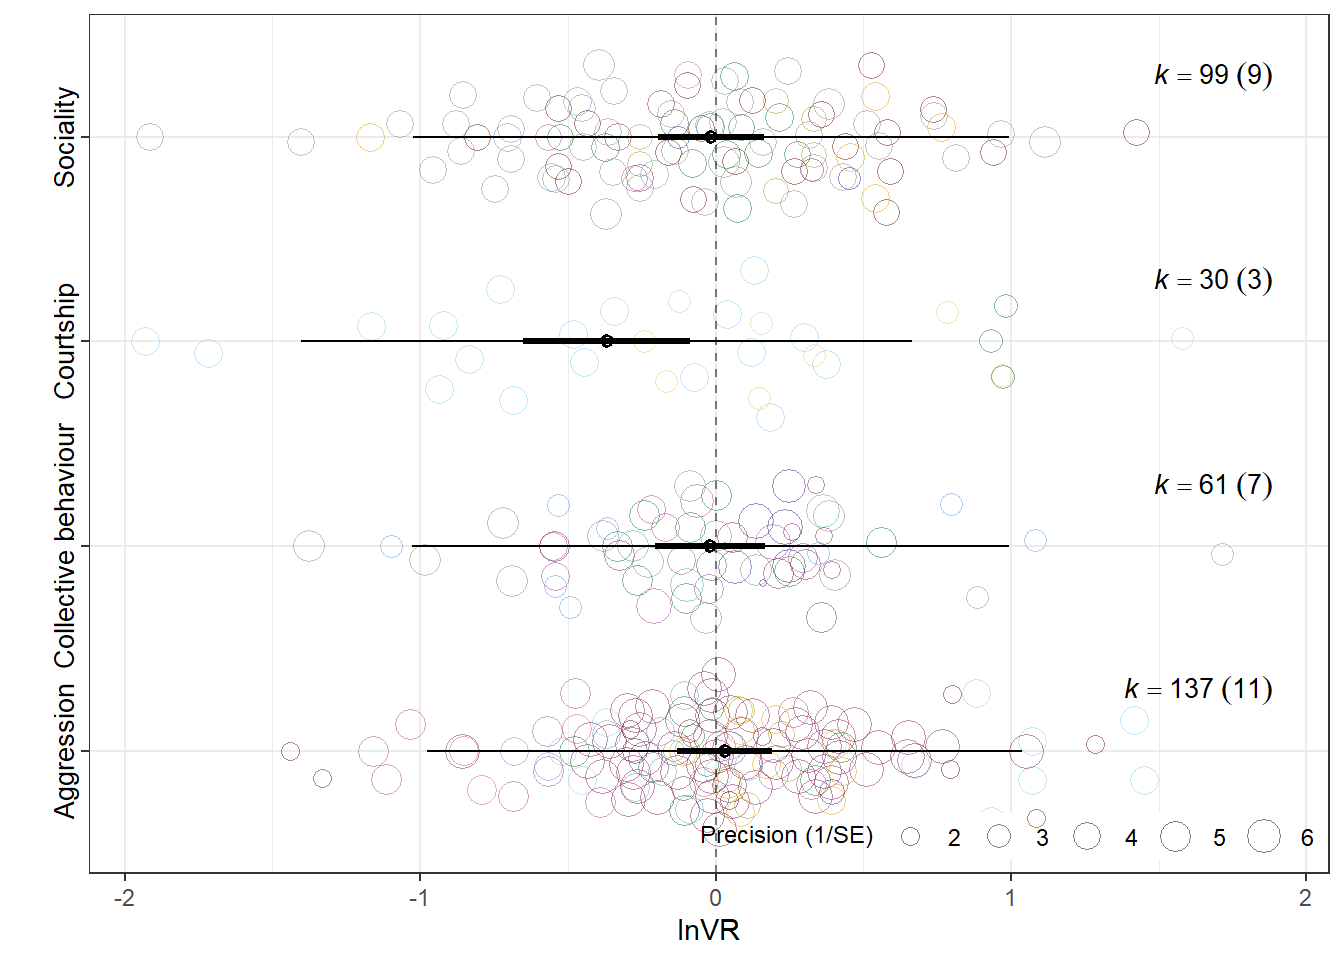 Sociality
k = 99 (9)
Courtship
k = 30 (3)
Collective behaviour
k = 61 (7)
Aggression
k = 137 (11)
Precision (1/SE) 2 3 4 5 6
-2 -1 0 1 2
lnVR